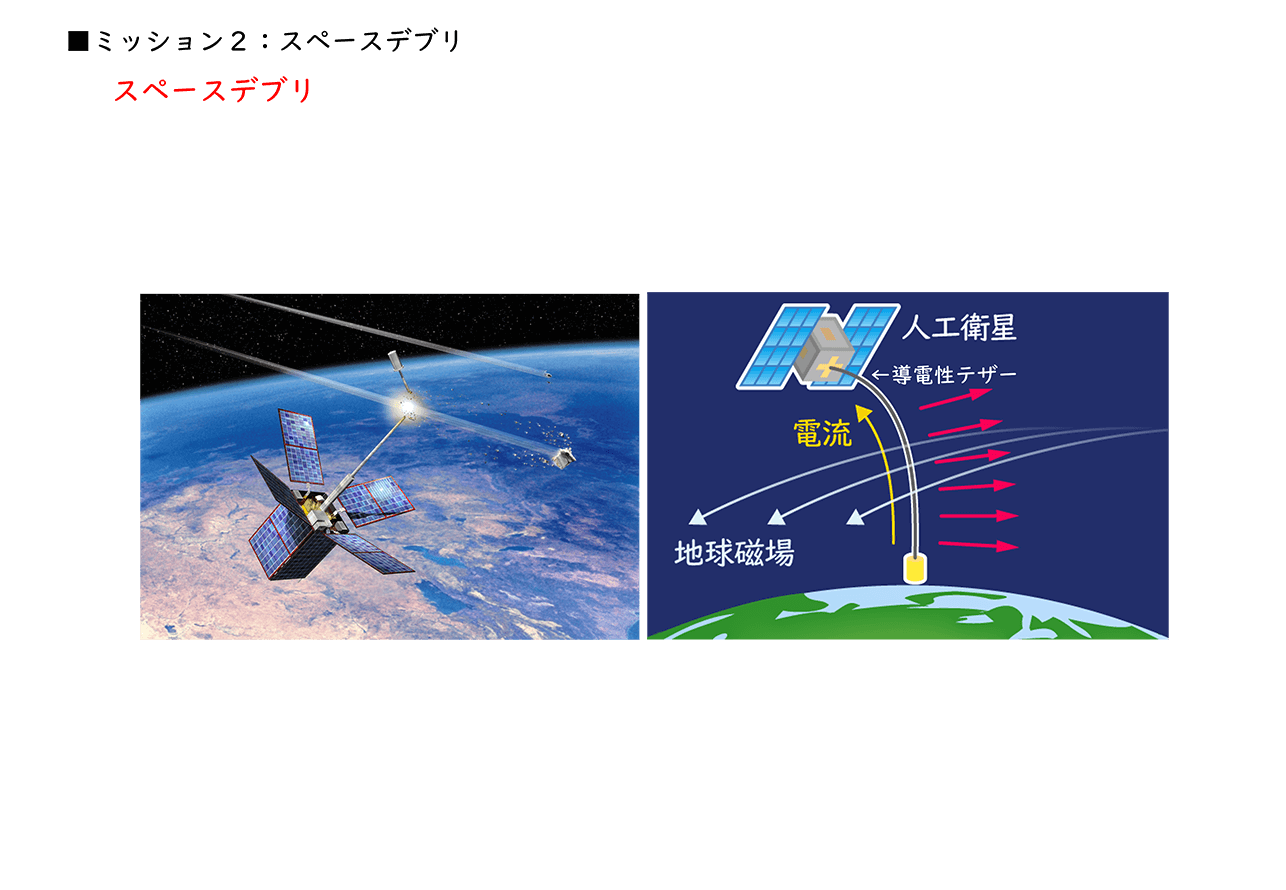 ■ミッション２：スペースデブリ
スペースデブリ
人工衛星
←導電性テザー
電流
地球磁場